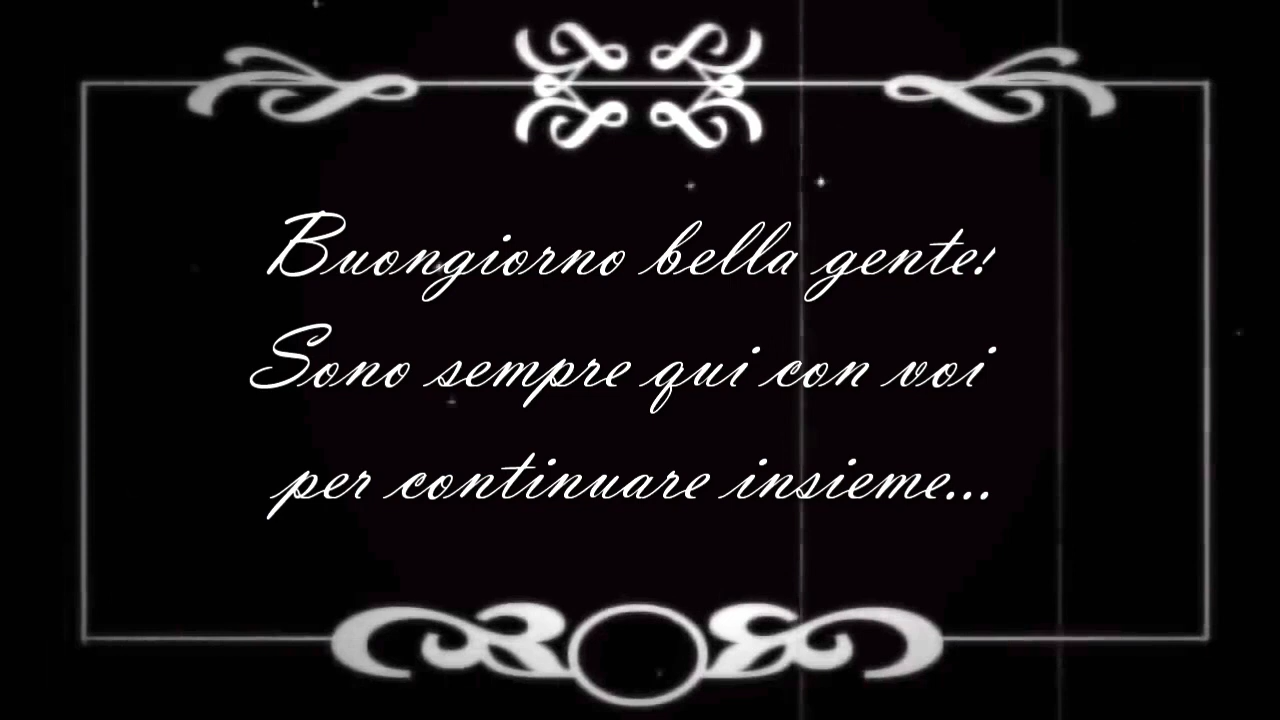 Buongiorno bella gente!
Sono sempre qui con voi
per continuare insieme...